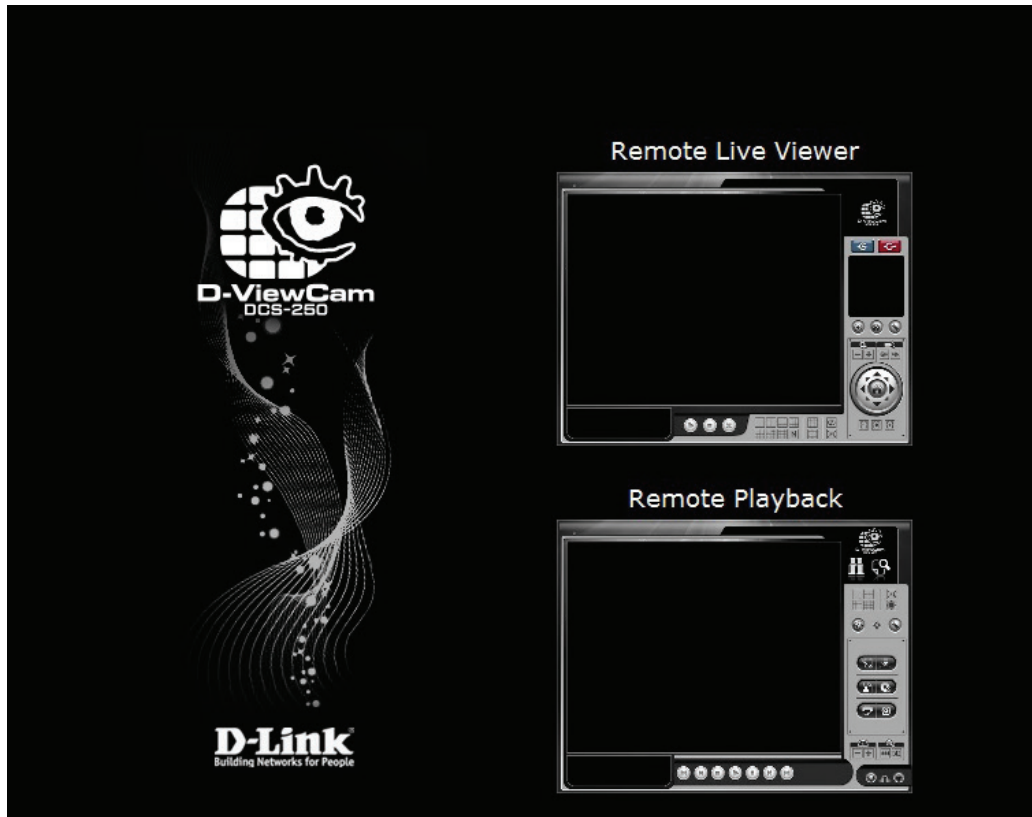 D-ViewCam
DCS-250
D-Link
Building Networks for People
Remote Live Viewer
Remote Playback